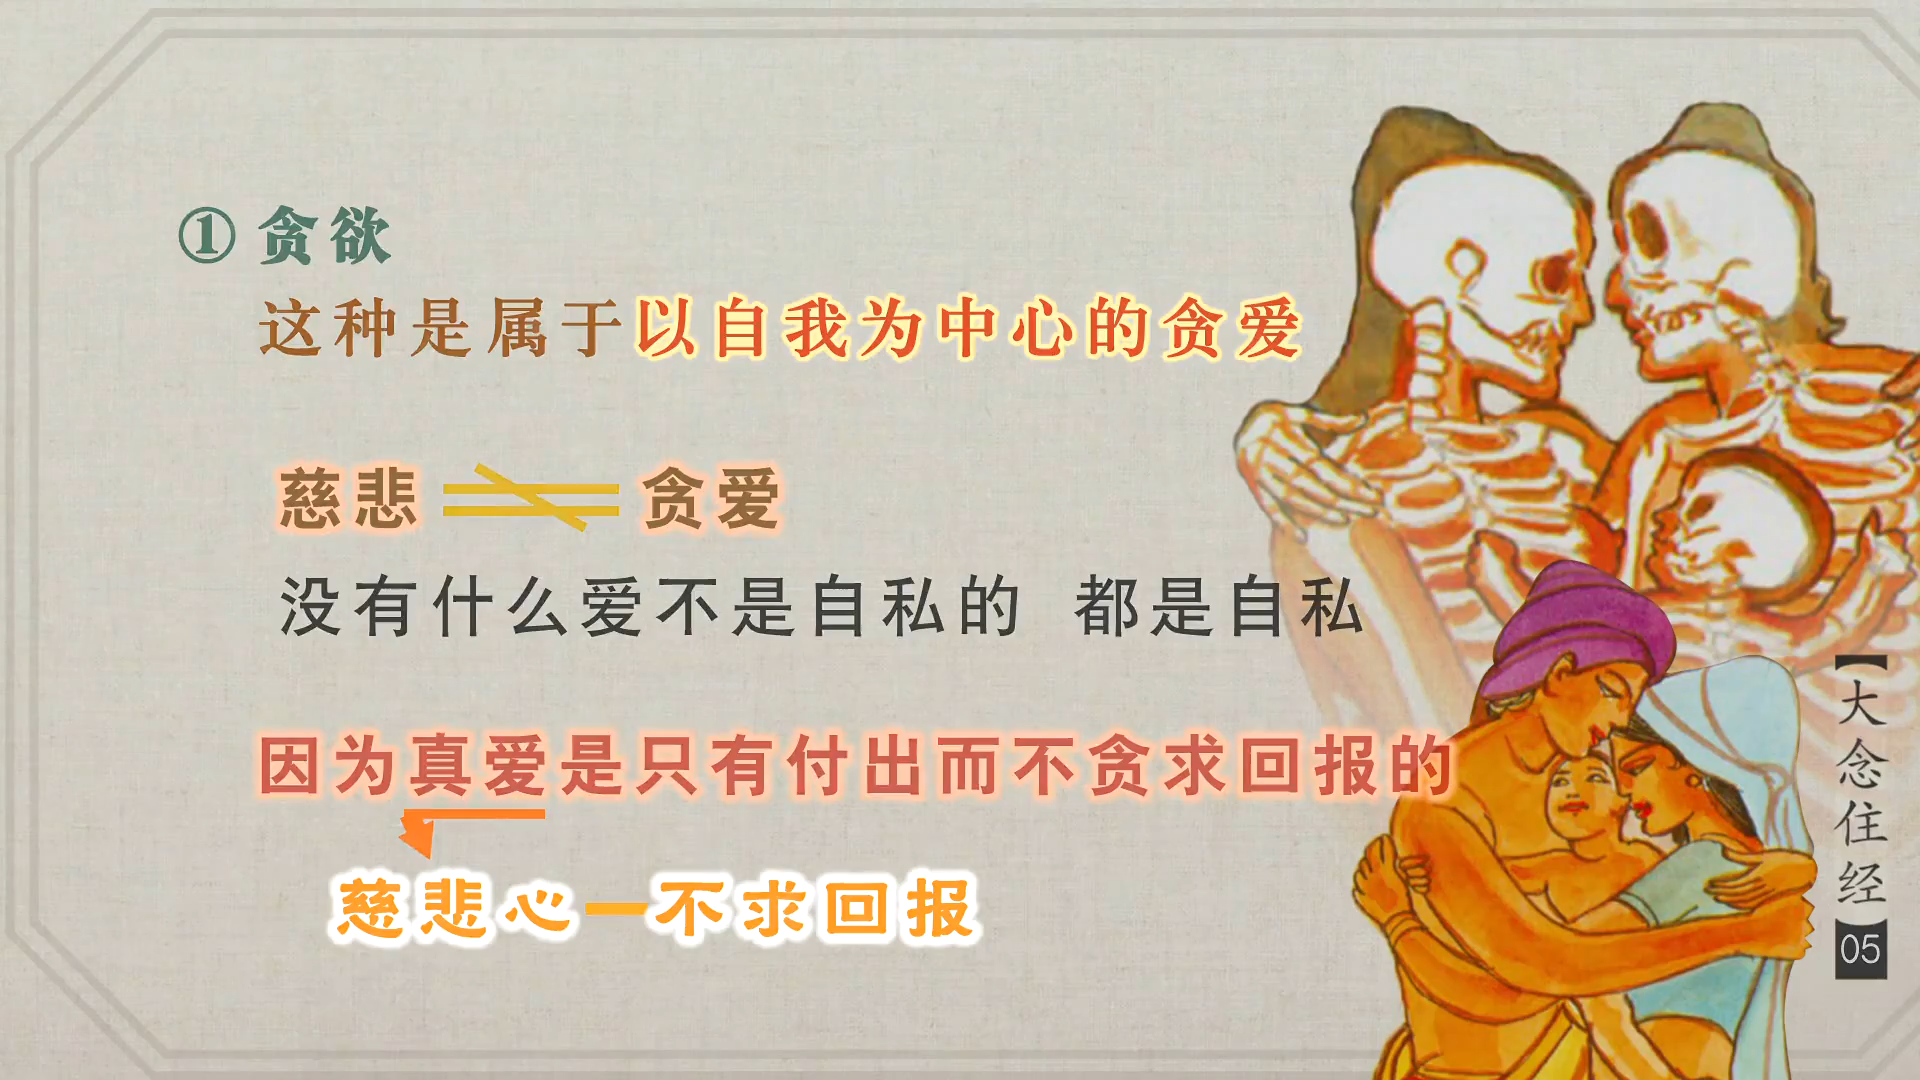 ① 贪欲
这种是属于以自我为中心的贪爱
慈悲 ≠ 贪爱
没有什么爱不是自私的 都是自私
因为真爱是只有付出而不贪求回报的
慈悲心—不求回报
【大念住经】05